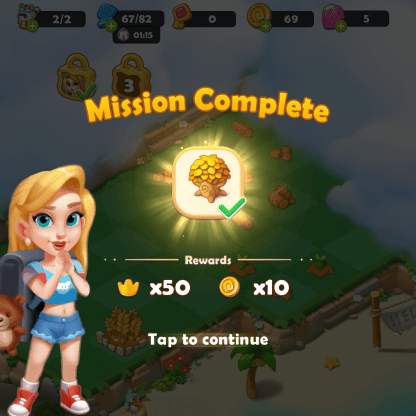 2/2 67/82 0 69 5
01:15
3
Mission Complete
Rewards
x50 x10
Tap to continue